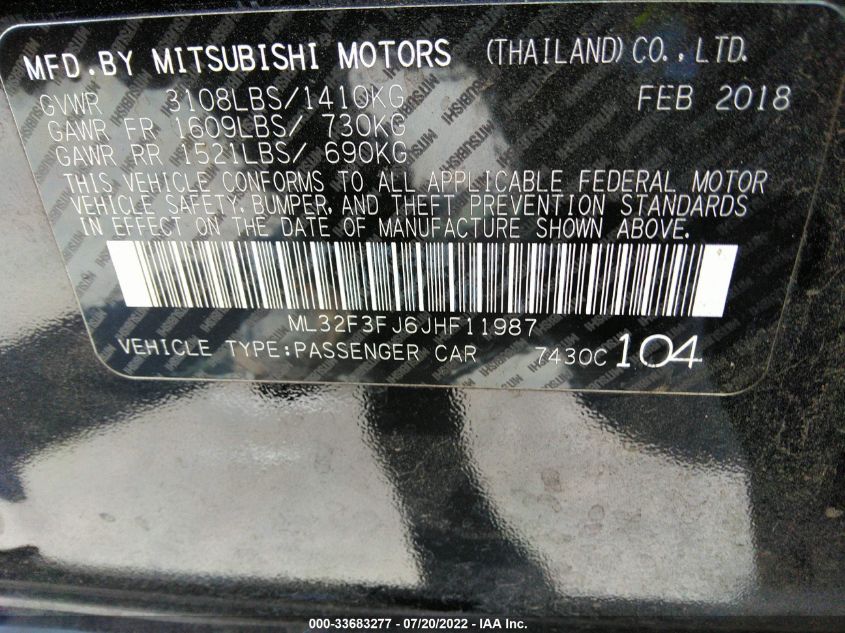 MFD.BY MITSUBISHI MOTORS (THAILAND) CO., LTD.
GVWR 3108LBS/1410KG FEB 2018
GAWR FR 1609LBS/ 730KG
GAWR RR 1521LBS/ 690KG
THIS VEHICLE CONFORMS TO ALL APPLICABLE FEDERAL MOTOR
VEHICLE SAFETY, BUMPER, AND THEFT PREVENTION STANDARDS
IN EFFECT ON THE DATE OF MANUFACTURE SHOWN ABOVE.
ML32F3FJ6JHF11987
VEHICLE TYPE:PASSENGER CAR 7430C 104
000-33683277 - 07/20/2022 - IAA Inc.